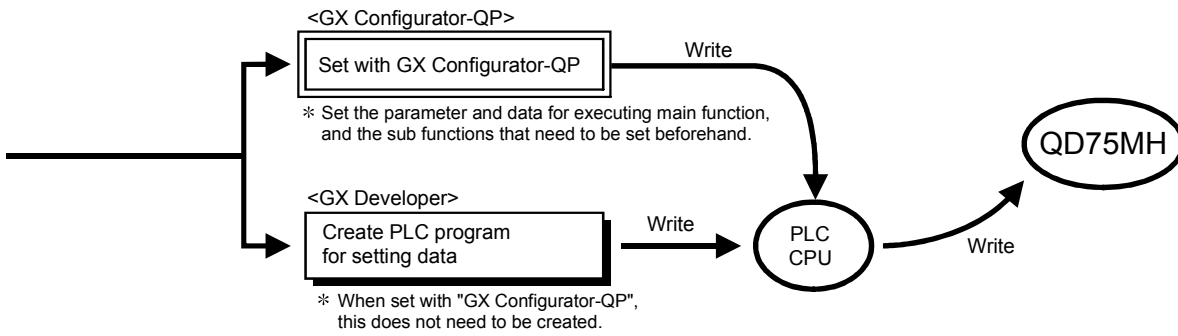 <GX Configurator-QP>
Set with GX Configurator-QP
Write
* Set the parameter and data for executing main function,
and the sub functions that need to be set beforehand.
QD75MH
<GX Developer>
Create PLC program
for setting data
Write
PLC
CPU
Write
* When set with "GX Configurator-QP",
this does not need to be created.